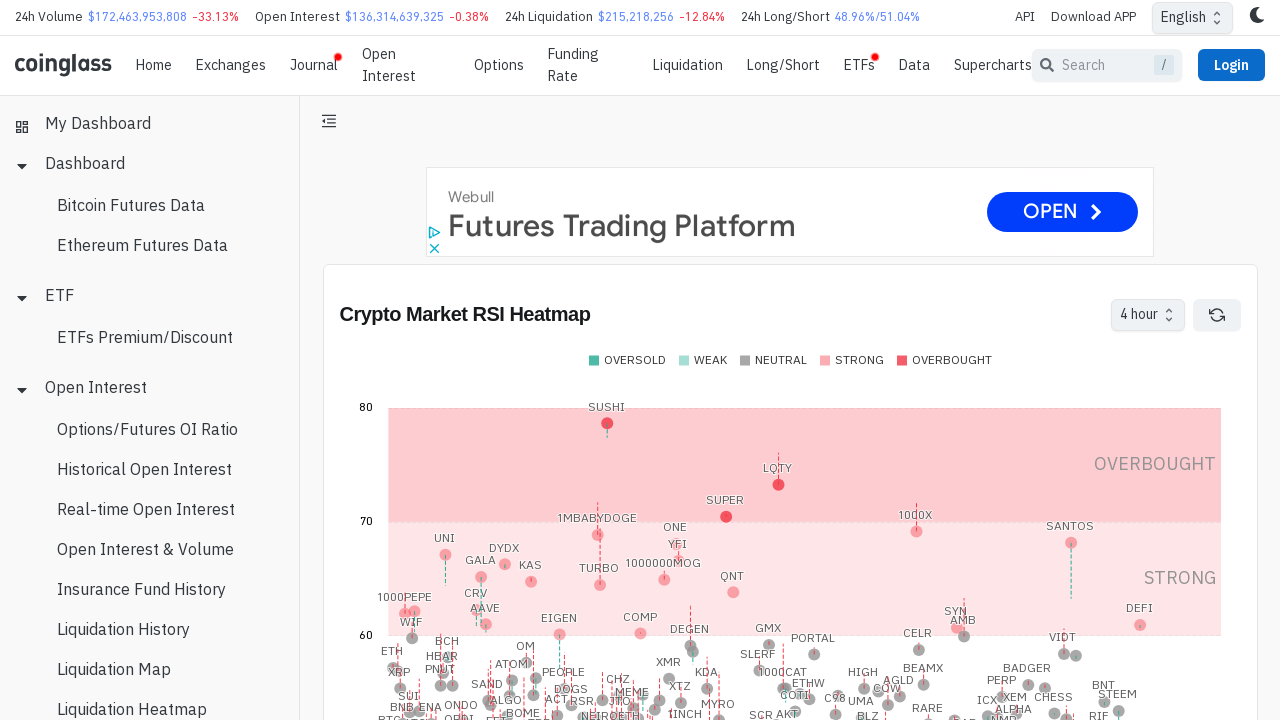 24h Volume $172,463,953,808 -33.13% Open Interest $136,314,639,325 -0.38% 24h Liquidation $215,218,256 -12.84% 24h Long/Short 48.96%/51.04% API Download APP English
coinglass Home Exchanges Journal Open Interest Options Funding Rate Liquidation Long/Short ETFs Data Supercharts Search / Login
My Dashboard
Dashboard
Bitcoin Futures Data
Ethereum Futures Data
ETF
ETFs Premium/Discount
Open Interest
Options/Futures OI Ratio
Historical Open Interest
Real-time Open Interest
Open Interest & Volume
Insurance Fund History
Liquidation History
Liquidation Map
Liquidation Heatmap
Webull
Futures Trading Platform
OPEN
Crypto Market RSI Heatmap
4 hour
OVERSOLD WEAK NEUTRAL STRONG OVERBOUGHT
80
SUSHI
OVERBOUGHT
LQTY
SUPER
70
1MBABYDOGE
1000X
ONE
SANTOS
UNI
YFI
DYDX
GALA
KAS
TURBO
1000000MOG
QNT
STRONG
CRV
1000PEPE
AAVE
DEFI
SYN
WIF
EIGEN
COMP
AMB
60
DEGEN
GMX
CELR
PORTAL
VIDT
BCH
ETH
OM
HBAR
SLERF
ATOM
XMR
XRP
PNUT
PEOPLE
KDA
1000CAT
HIGH
BEAMX
BADGER
CHZ
SAND
DOGS
XTZ
ETHW
AGLD
PERP
BNT
SUI
MEME
COTI
COW
STEEM
ALGO
ACT
RSR
JTO
C98
UMA
ICX
XEM
CHESS
BNB
ENA
ONDO
MYRO
RARE
ALPHA
BOME
1INCH
SCR
AKT
BLZ
RIF
NEIROETH